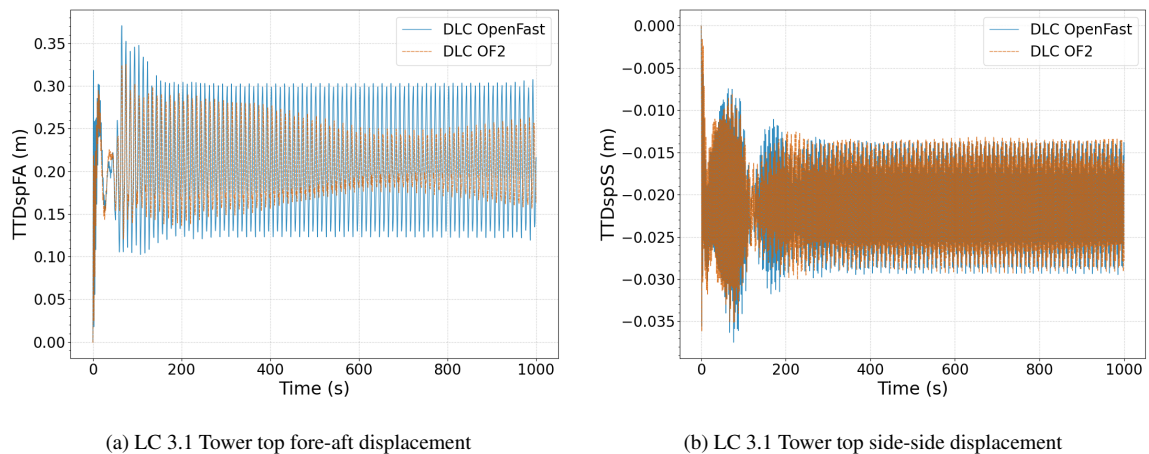 DLC OpenFast
DLC OF2
0.35
0.30
0.25
0.20
0.15
0.10
0.05
0.00
TTDspFA (m)
0 200 400 600 800 1000
Time (s)
(a) LC 3.1 Tower top fore-aft displacement
DLC OpenFast
DLC OF2
0.000
−0.005
−0.010
−0.015
−0.020
−0.025
−0.030
−0.035
TTDspSS (m)
0 200 400 600 800 1000
Time (s)
(b) LC 3.1 Tower top side-side displacement